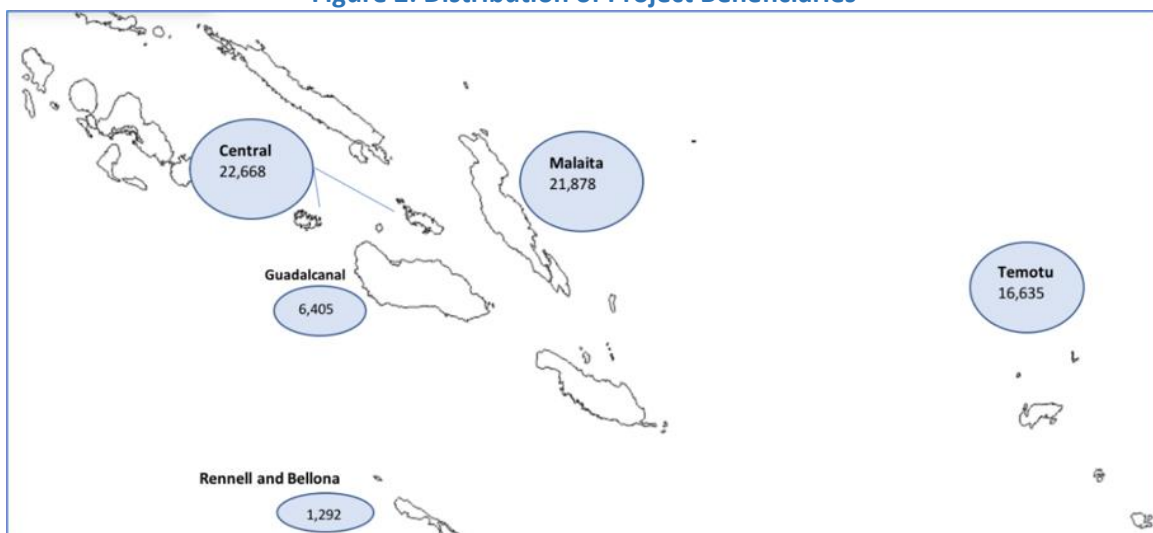 Figure 2: Distribution of Project Beneficiaries
Central
22,668
Malaita
21,878
Guadalcanal
6,405
Temotu
16,635
Rennell and Bellona
1,292